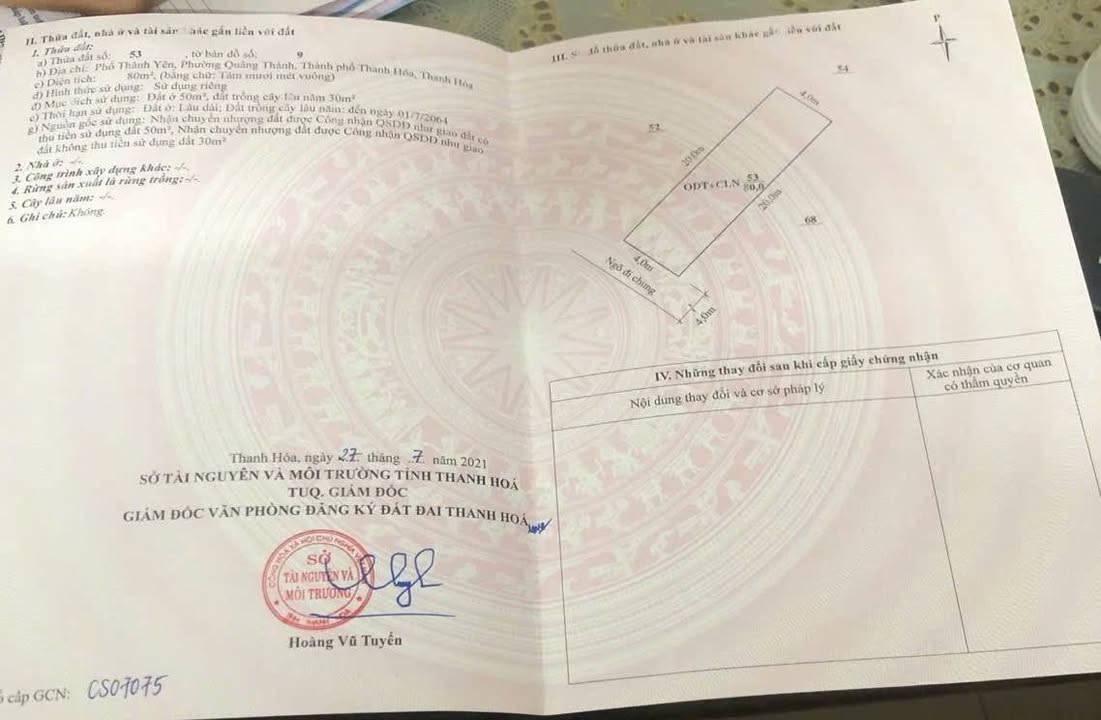 II. Thửa đất, nhà ở và tài sản khác gắn liền với đất
1. Thửa đất:
a) Thửa đất số: 53 , tờ bản đồ số: 9
b) Địa chỉ: Phố Thành Yên, Phường Quảng Thành, Thành phố Thanh Hóa, Thanh Hóa
c) Diện tích: 80m², (bằng chữ: Tám mươi mét vuông)
d) Hình thức sử dụng: Sử dụng riêng
đ) Mục đích sử dụng: Đất ở 50m², đất trồng cây lâu năm 30m²
e) Thời hạn sử dụng: Đất ở: Lâu dài; Đất trồng cây lâu năm: đến ngày 01/7/2064
g) Nguồn gốc sử dụng: Nhận chuyển nhượng đất được Công nhận QSDĐ như giao đất có
thu tiền sử dụng đất 50m², Nhận chuyển nhượng đất được Công nhận QSDĐ như giao
đất không thu tiền sử dụng đất 30m²
2. Nhà ở: -/-
3. Công trình xây dựng khác: -/-
4. Rừng sản xuất là rừng trồng: -/-
5. Cây lâu năm: -/-
6. Ghi chú: Không
Thanh Hóa, ngày 27 tháng 7 năm 2021
SỞ TÀI NGUYÊN VÀ MÔI TRƯỜNG TỈNH THANH HOÁ
TUQ. GIÁM ĐỐC
GIÁM ĐỐC VĂN PHÒNG ĐĂNG KÝ ĐẤT ĐAI THANH HOÁ
SỞ
TÀI NGUYÊN VÀ
MÔI TRƯỜNG
Hoàng Vũ Tuyến
cấp GCN: CS07075
III. Sơ đồ thửa đất, nhà ở và tài sản khác gắn liền với đất
54
4,0m
52
20,0m
ODT+CLN 53
80,0
20,0m
68
4,0m
Ngõ đi chung
4,0m
IV. Những thay đổi sau khi cấp giấy chứng nhận
Nội dung thay đổi và cơ sở pháp lý
Xác nhận của cơ quan
có thẩm quyền